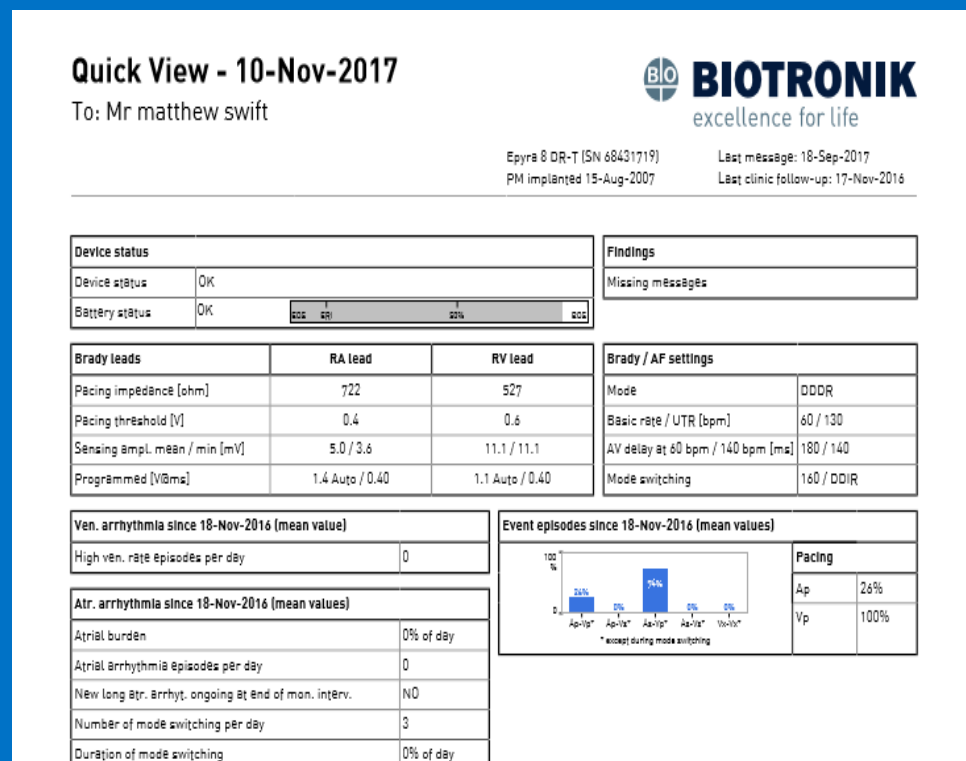 Quick View - 10-Nov-2017
To: Mr matthew swift
BIO BIOTRONIK
excellence for life
Epyra 8 DR-T (SN 68431719) Last message: 18-Sep-2017
PM implanted 15-Aug-2007 Last clinic follow-up: 17-Nov-2016
Device status
Device status OK
Battery status OK EOS ERI 50% BOS
Findings
Missing messages
Brady leads RA lead RV lead
Pacing impedance [ohm] 722 527
Pacing threshold [V] 0.4 0.6
Sensing ampl. mean / min [mV] 5.0 / 3.6 11.1 / 11.1
Programmed [V@ms] 1.4 Auto / 0.40 1.1 Auto / 0.40
Brady / AF settings
Mode DDDR
Basic rate / UTR [bpm] 60 / 130
AV delay at 60 bpm / 140 bpm [ms] 180 / 140
Mode switching 160 / DDIR
Ven. arrhythmia since 18-Nov-2016 (mean value)
High ven. rate episodes per day 0
Atr. arrhythmia since 18-Nov-2016 (mean values)
Atrial burden 0% of day
Atrial arrhythmia episodes per day 0
New long atr. arrhyt. ongoing at end of mon. interv. NO
Number of mode switching per day 3
Duration of mode switching 0% of day
Event episodes since 18-Nov-2016 (mean values)
100
%
0
26% 0% 74% 0% 0%
Ap-Vp* Ap-Vs* As-Vp* As-Vs* Vx-Vx*
* except during mode switching
Pacing
Ap 26%
Vp 100%